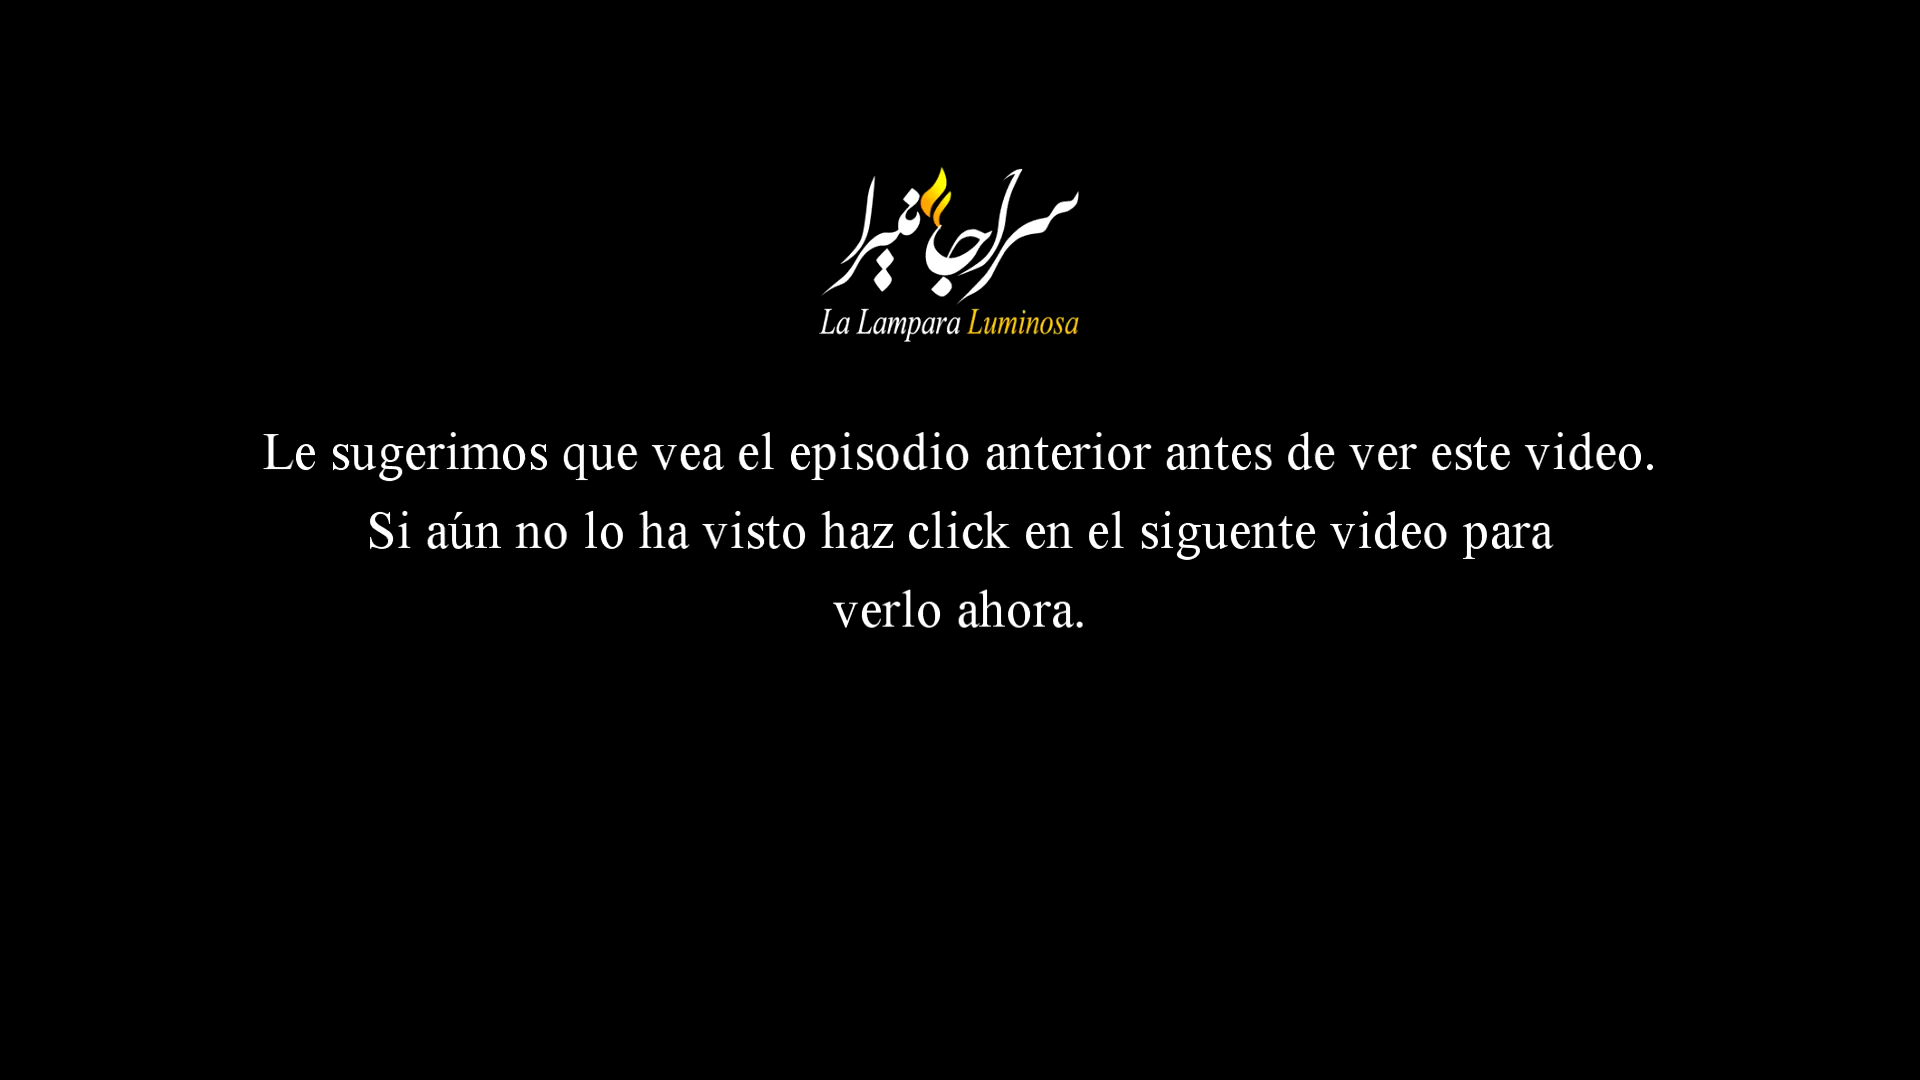 سراجا منيرا
La Lampara Luminosa
Le sugerimos que vea el episodio anterior antes de ver este video.
Si aún no lo ha visto haz click en el siguente video para
verlo ahora.